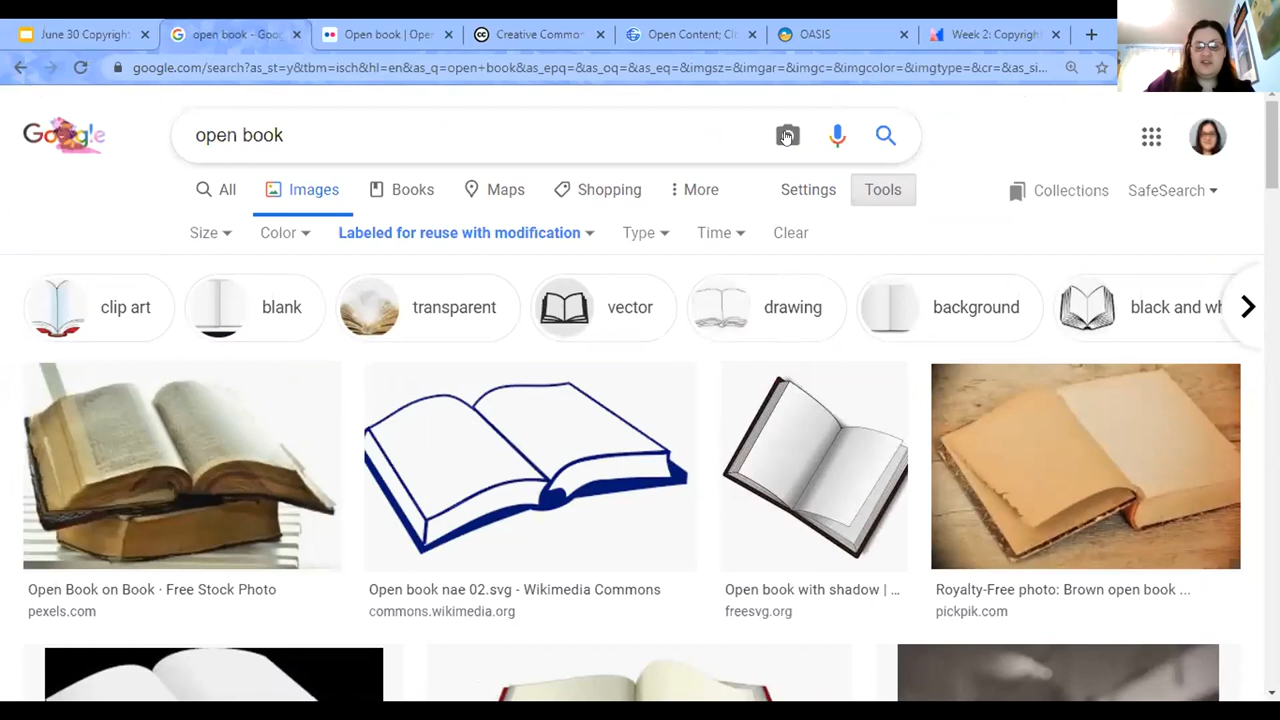 June 30 Copyright
open book - Goo
Open book | Ope
Creative Commo
Open Content; Cl
OASIS
Week 2: Copyrigh
google.com/search?as_st=y&tbm=isch&hl=en&as_q=open+book&as_epq=&as_oq=&as_eq=&imgsz=&imgar=&imgc=&imgcolor=&imgtype=&cr=&as_si...
Google
open book
All
Images
Books
Maps
Shopping
More
Settings
Tools
Collections
SafeSearch
Size
Color
Labeled for reuse with modification
Type
Time
Clear
clip art
blank
transparent
vector
drawing
background
black and wh
Open Book on Book · Free Stock Photo
pexels.com
Open book nae 02.svg - Wikimedia Commons
commons.wikimedia.org
Open book with shadow | ...
freesvg.org
Royalty-Free photo: Brown open book ...
pickpik.com